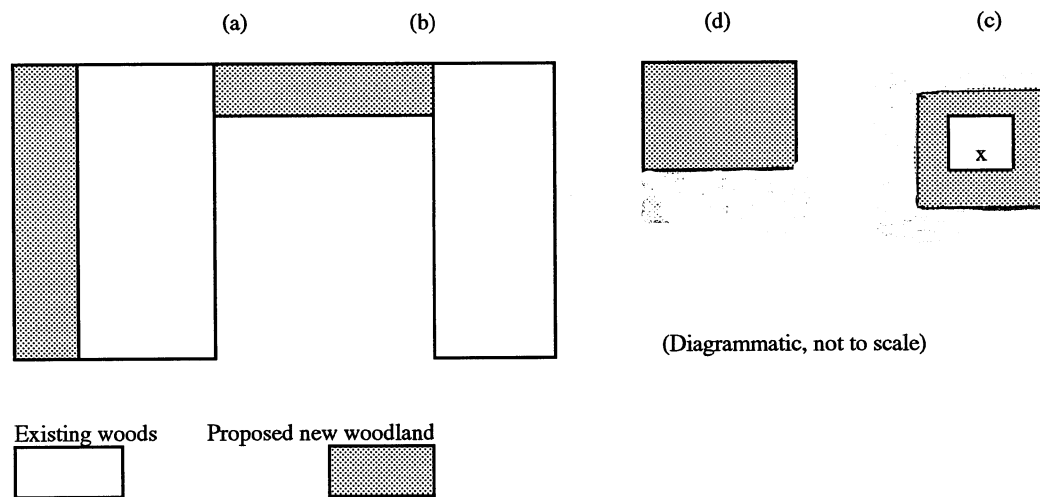 (a) (b) (d) (c)
x
(Diagrammatic, not to scale)
Existing woods Proposed new woodland